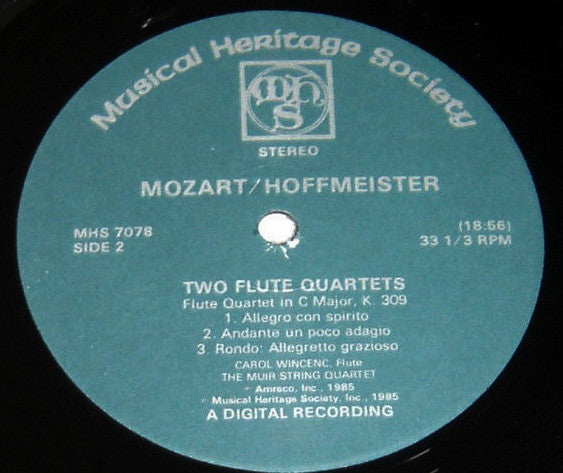 Musical Heritage Society
mhs
STEREO
MOZART/HOFFMEISTER
MHS 7078
SIDE 2
(18:56)
33 1/3 RPM
TWO FLUTE QUARTETS
Flute Quartet in C Major, K. 309
1. Allegro con spirito
2. Andante un poco adagio
3. Rondo: Allegretto grazioso
CAROL WINCENC, Flute
THE MUIR STRING QUARTET
℗ Amreco, Inc., 1985
© Musical Heritage Society, Inc., 1985
A DIGITAL RECORDING